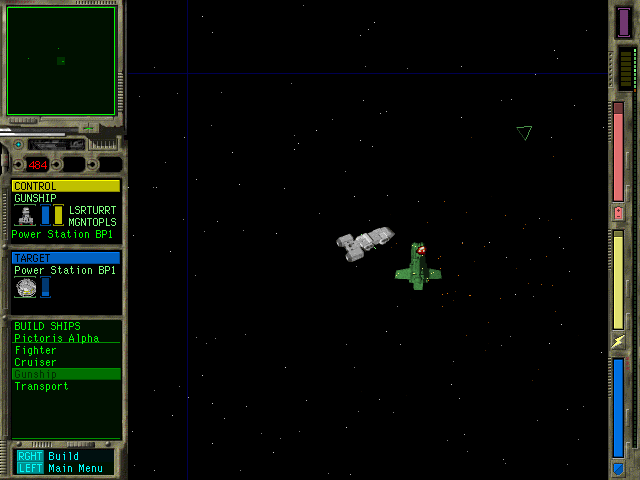 484
CONTROL
GUNSHIP
LSRTURRT
MGNTOPLS
Power Station BP1
TARGET
Power Station BP1
BUILD SHIPS
Pictoris Alpha
Fighter
Cruiser
Gunship
Transport
RGHT Build
LEFT Main Menu